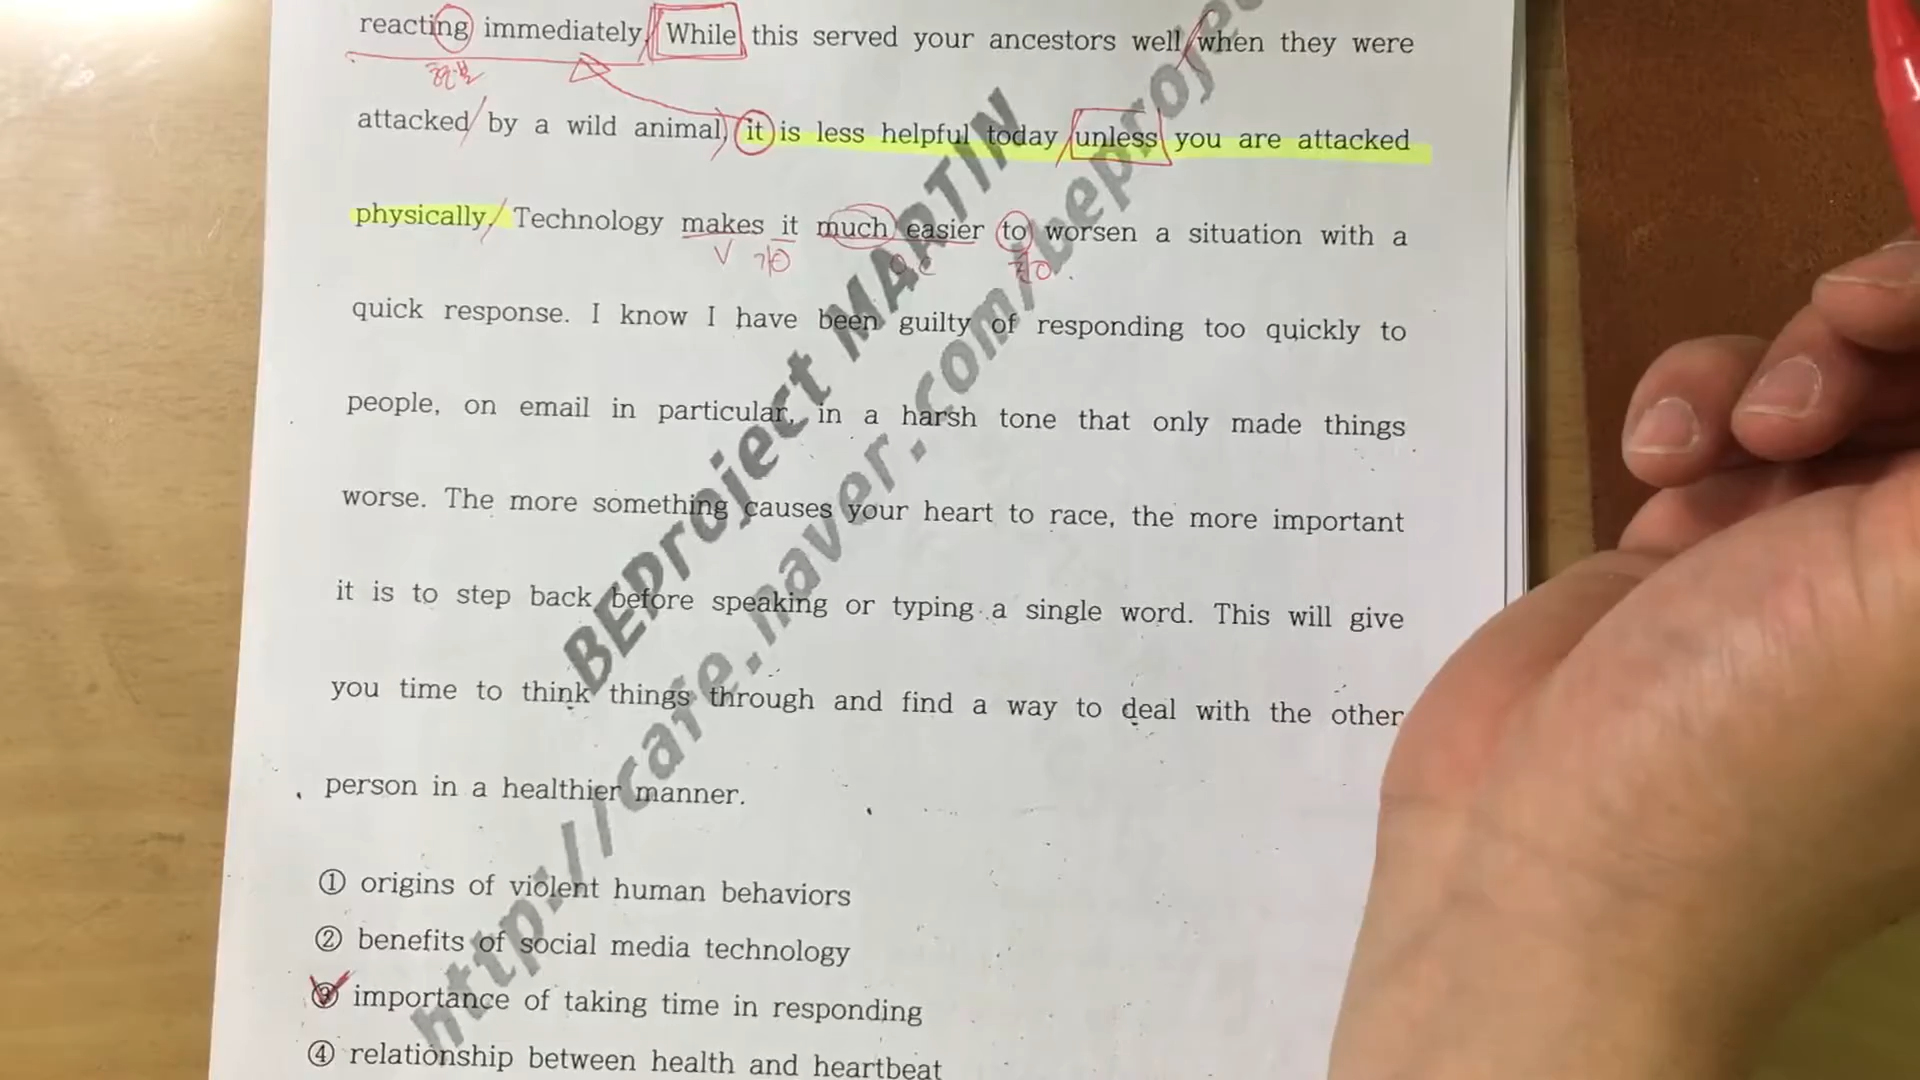 reacting immediately. While this served your ancestors well when they were
현.분
attacked by a wild animal, it is less helpful today unless you are attacked
physically. Technology makes it much easier to worsen a situation with a
V 가O O.C 진O
quick response. I know I have been guilty of responding too quickly to
people, on email in particular, in a harsh tone that only made things
worse. The more something causes your heart to race, the more important
it is to step back before speaking or typing a single word. This will give
you time to think things through and find a way to deal with the other
person in a healthier manner.
① origins of violent human behaviors
② benefits of social media technology
③ importance of taking time in responding
④ relationship between health and heartbeat
BEProject MARTIN
http://cafe.naver.com/beproject